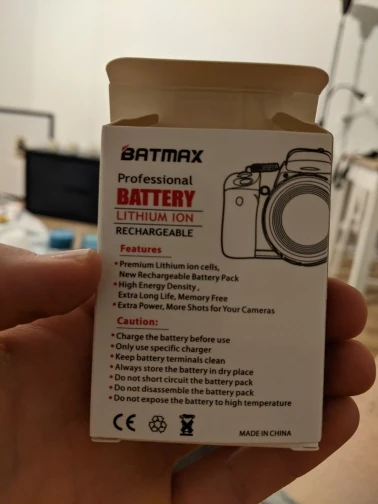 BATMAX
Professional
BATTERY
LITHIUM ION
RECHARGEABLE
Features
• Premium Lithium ion cells,
New Rechargeable Battery Pack
• High Energy Density,
Extra Long Life, Memory Free
• Extra Power, More Shots for Your Cameras
Caution:
• Charge the battery before use
• Only use specific charger
• Keep battery terminals clean
• Always store the battery in dry place
• Do not short circuit the battery pack
• Do not disassemble the battery pack
• Do not expose the battery to high temperature
CE
MADE IN CHINA